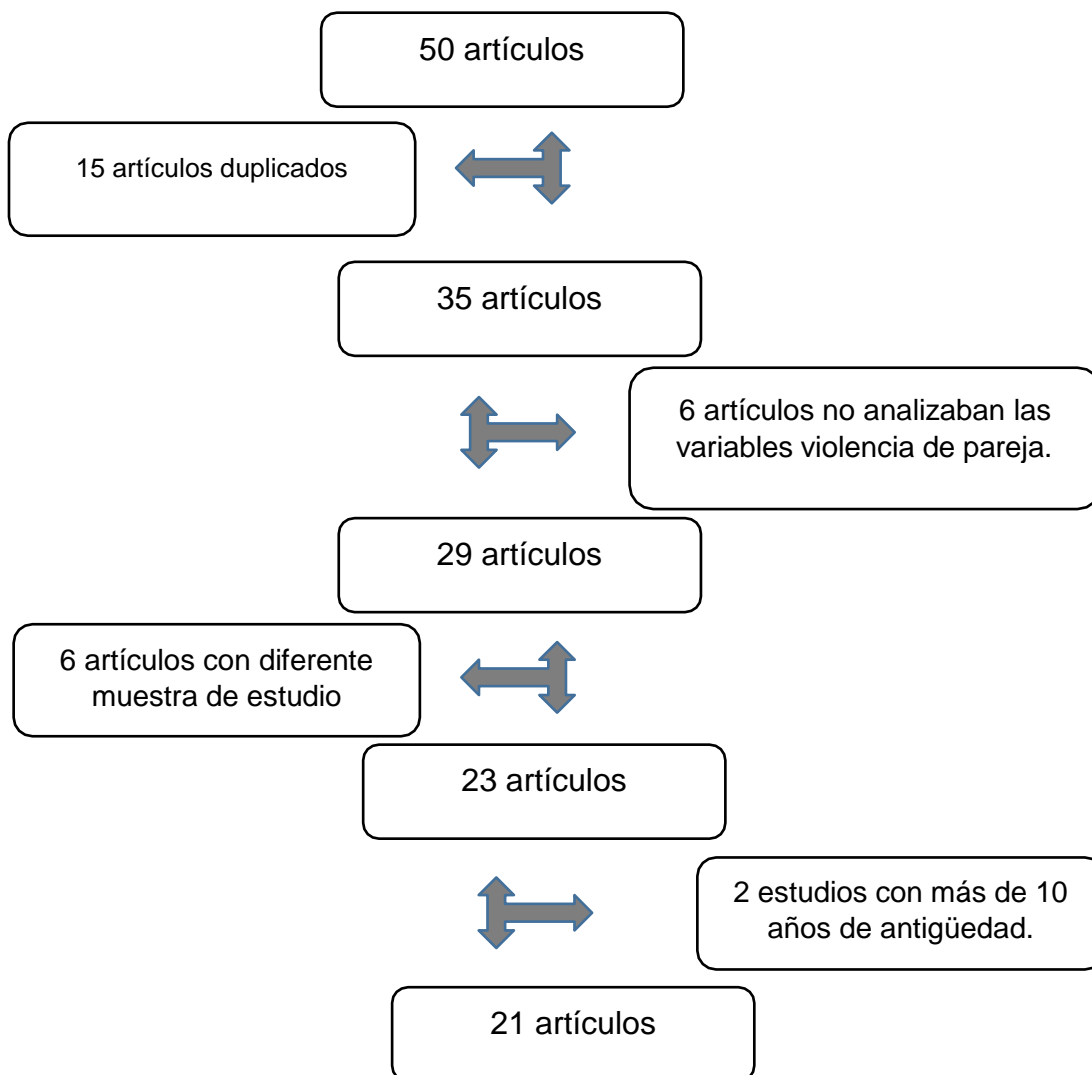 50 artículos
15 artículos duplicados
35 artículos
6 artículos no analizaban las
variables violencia de pareja.
29 artículos
6 artículos con diferente
muestra de estudio
23 artículos
2 estudios con más de 10
años de antigüedad.
21 artículos